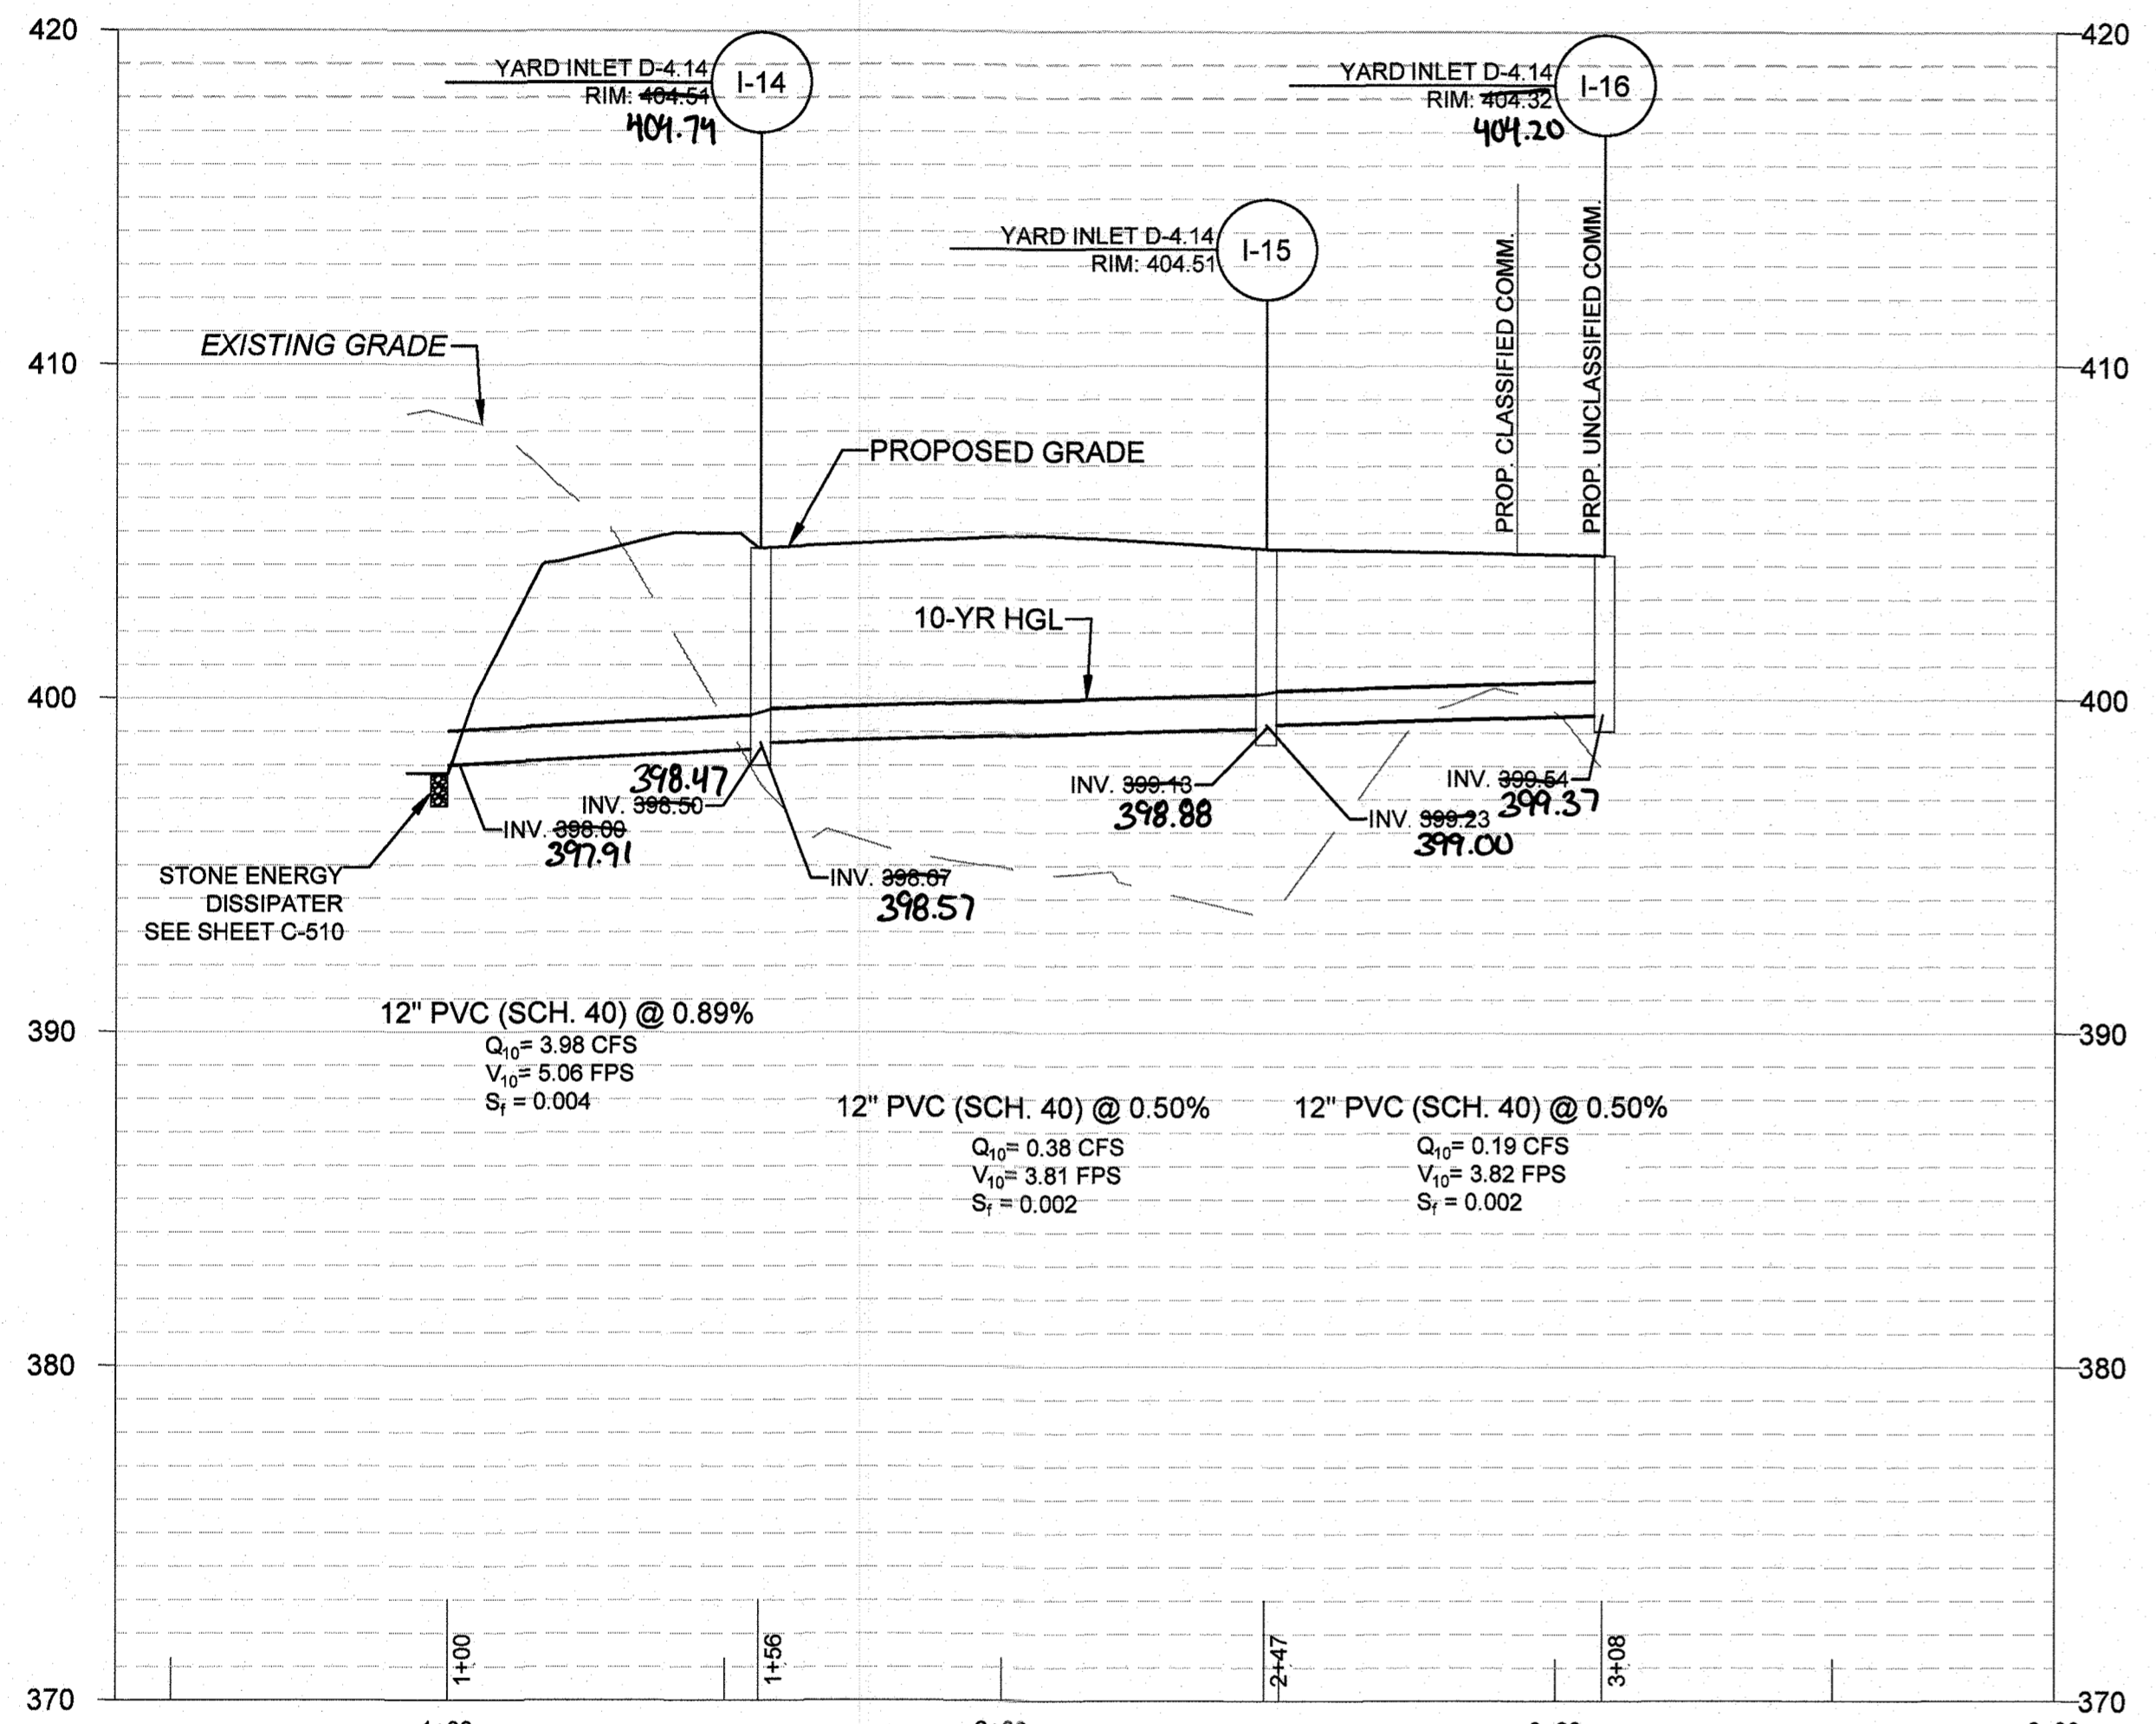 420
420
YARD INLET D-4.14
RIM: 404.51
404.74
I-14
YARD INLET D-4.14
RIM: 404.32
404.20
I-16
YARD INLET D-4.14
RIM: 404.51
I-15
PROP. CLASSIFIED COMM.
PROP. UNCLASSIFIED COMM.
EXISTING GRADE
410
410
PROPOSED GRADE
10-YR HGL
400
400
398.47
INV. 398.50
INV. 398.00
397.91
INV. 399.13
398.88
INV. 399.54
399.37
INV. 399.23
399.00
INV. 398.67
398.57
STONE ENERGY
DISSIPATER
SEE SHEET C-510
12" PVC (SCH. 40) @ 0.89%
Q10= 3.98 CFS
V10= 5.06 FPS
Sf = 0.004
390
390
12" PVC (SCH. 40) @ 0.50%
Q10= 0.38 CFS
V10= 3.81 FPS
Sf = 0.002
12" PVC (SCH. 40) @ 0.50%
Q10= 0.19 CFS
V10= 3.82 FPS
Sf = 0.002
380
380
1+00
1+56
2+47
3+08
370
370